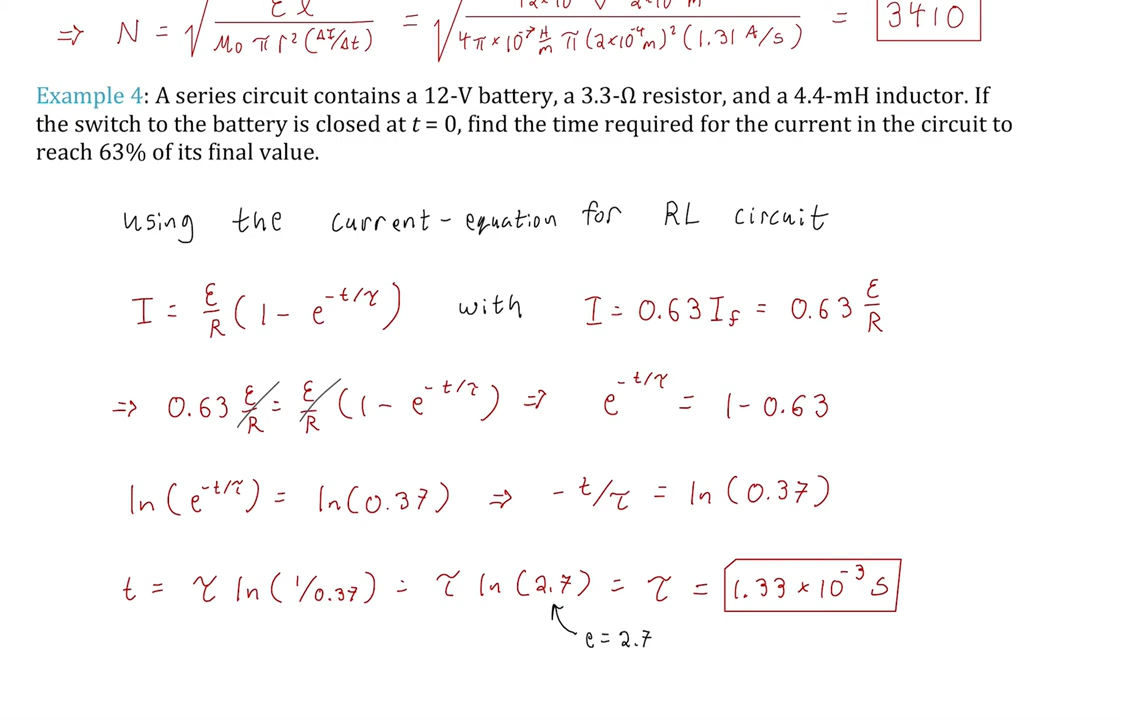 ⇒ N = √( ℰ ℓ / μ₀ π r² (ΔI/Δt) ) = √( m / 4π × 10⁻⁷ H/m π (2×10⁻⁴m)² (1.31 A/s) ) = 3410
Example 4: A series circuit contains a 12-V battery, a 3.3-Ω resistor, and a 4.4-mH inductor. If
the switch to the battery is closed at t = 0, find the time required for the current in the circuit to
reach 63% of its final value.
using the current-equation for RL circuit
I = ℰ/R (1 - e^(-t/τ)) with I = 0.63 I_f = 0.63 ℰ/R
⇒ 0.63 ℰ/R = ℰ/R (1 - e^(-t/τ)) ⇒ e^(-t/τ) = 1 - 0.63
ln(e^(-t/τ)) = ln(0.37) ⇒ -t/τ = ln(0.37)
t = τ ln(1/0.37) = τ ln(2.7) = τ = 1.33 × 10⁻³ S
e = 2.7